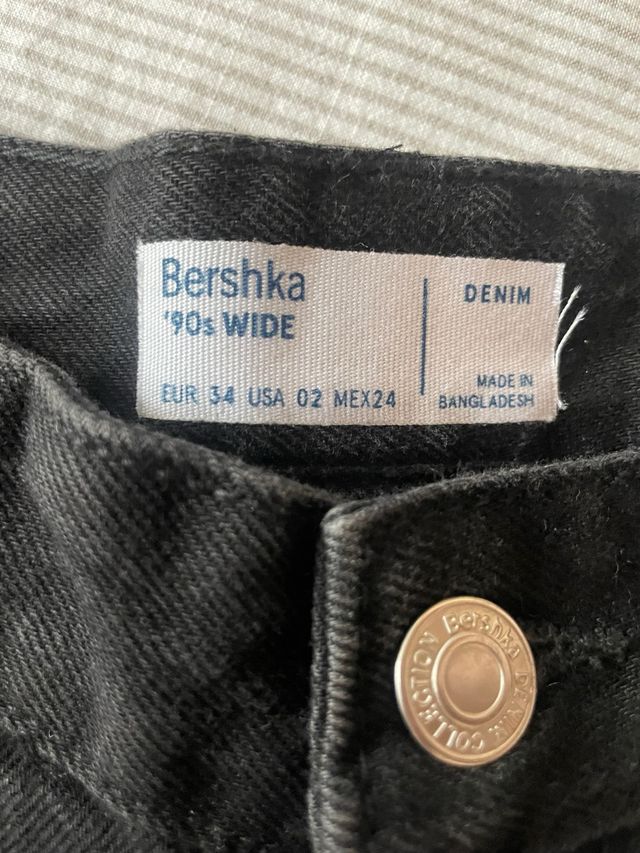 Bershka
'90s WIDE
EUR 34 USA 02 MEX24
DENIM
MADE IN
BANGLADESH
Bershka DENIM COLLECTION